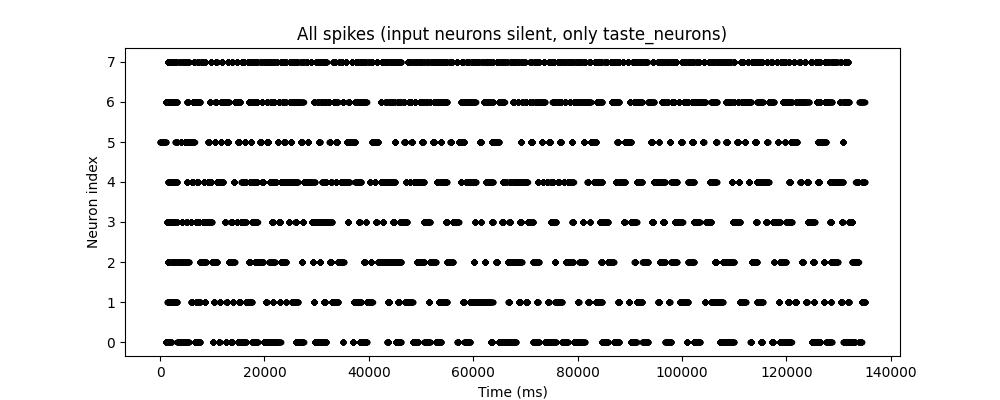 All spikes (input neurons silent, only taste_neurons)
7
6
5
4
3
2
1
0
Neuron index
0 20000 40000 60000 80000 100000 120000 140000
Time (ms)